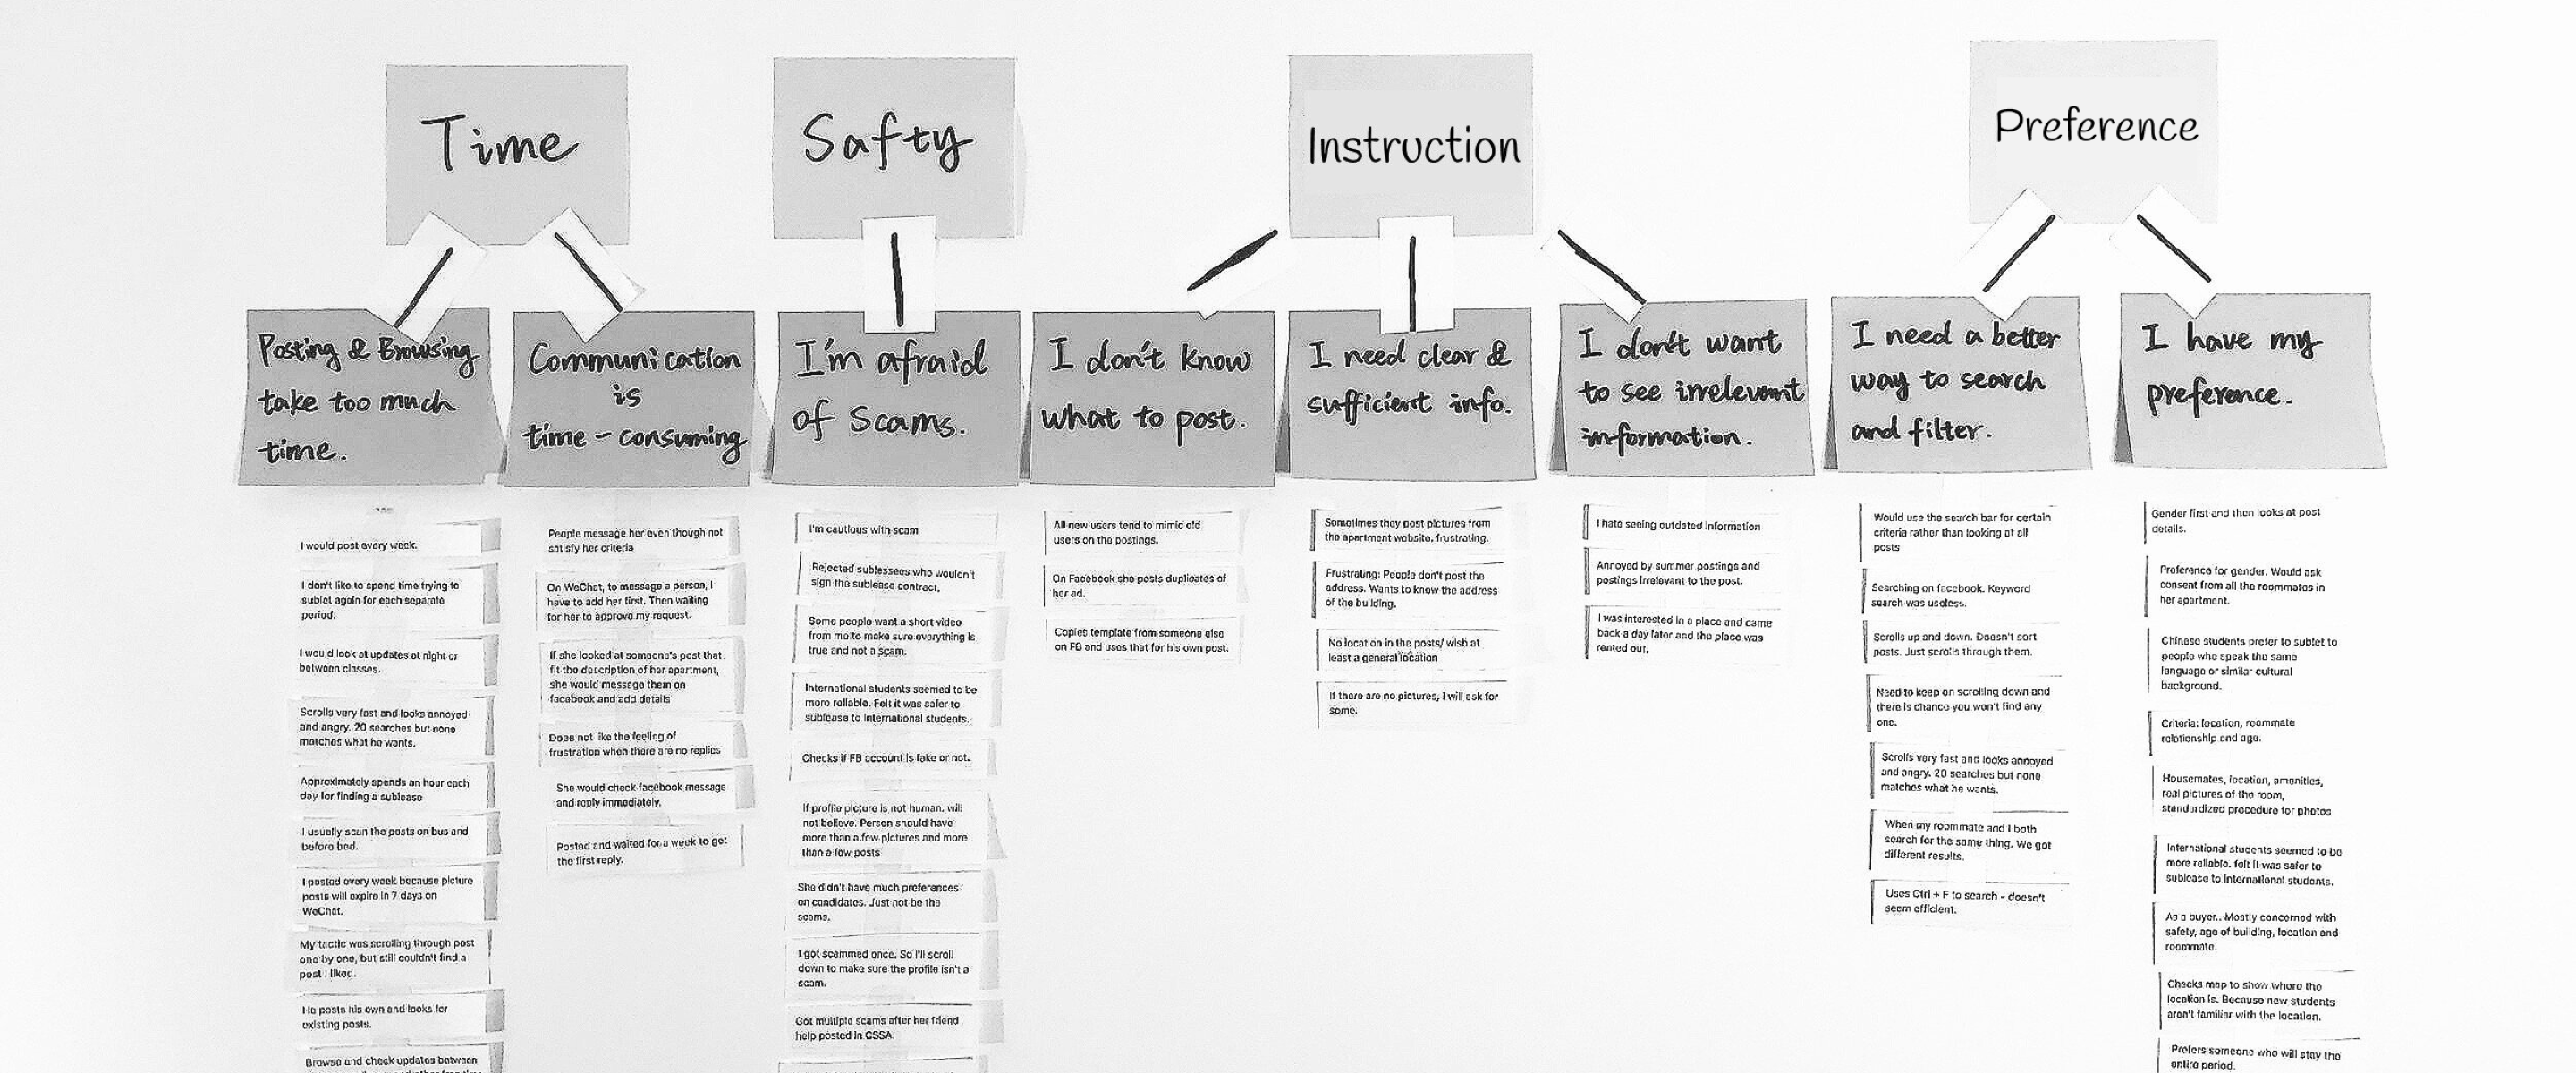 Time
Safty
Instruction
Preference
Posting & Browsing
take too much
time.
Communication
is
time - consuming
I'm afraid
of Scams.
I don't know
what to post.
I need clear &
sufficient info.
I don't want
to see irrelevant
information.
I need a better
way to search
and filter.
I have my
preference.
I would post every week.
I don't like to spend time trying to
sublet again for each separate
period.
I would look at updates at night or
between classes.
Scrolls very fast and looks annoyed
and angry. 20 searches but none
matches what he wants.
Approximately spends an hour each
day for finding a sublease
I usually scan the posts on bus and
before bed.
I posted every week because picture
posts will expire in 7 days on
WeChat.
My tactic was scrolling through post
one by one, but still couldn't find a
post I liked.
He posts his own and looks for
existing posts.
Browse and check updates between
People message her even though not
satisfy her criteria
On WeChat, to message a person, I
have to add her first. Then waiting
for her to approve my request.
If she looked at someone's post that
fit the description of her apartment,
she would message them on
facebook and add details
Does not like the feeling of
frustration when there are no replies
She would check facebook message
and reply immediately.
Posted and waited for a week to get
the first reply.
I'm cautious with scam
Rejected sublessees who wouldn't
sign the sublease contract.
Some people want a short video
from me to make sure everything is
true and not a scam.
International students seemed to be
more reliable. Felt it was safer to
sublease to International students.
Checks if FB account is fake or not.
If profile picture is not human, will
not believe. Person should have
more than a few pictures and more
than a few posts
She didn't have much preferences
on candidates. Just not be the
scams.
I got scammed once. So I'll scroll
down to make sure the profile isn't a
scam.
Got multiple scams after her friend
help posted in CSSA.
All new users tend to mimic old
users on the postings.
On Facebook she posts duplicates of
her ad.
Copies template from someone else
on FB and uses that for his own post.
Sometimes they post pictures from
the apartment website, frustrating.
Frustrating: People don't post the
address. Wants to know the address
of the building.
No location in the posts/ wish at
least a general location
If there are no pictures, I will ask for
some.
I hate seeing outdated information
Annoyed by summer postings and
postings irrelevant to the post.
I was interested in a place and came
back a day later and the place was
rented out.
Would use the search bar for certain
criteria rather than looking at all
posts
Searching on facebook. Keyword
search was useless.
Scrolls up and down. Doesn't sort
posts. Just scrolls through them.
Need to keep on scrolling down and
there is chance you won't find any
one.
Scrolls very fast and looks annoyed
and angry. 20 searches but none
matches what he wants.
When my roommate and I both
search for the same thing. We got
different results.
Uses Ctrl + F to search - doesn't
seem efficient.
Gender first and then looks at post
details.
Preference for gender. Would ask
consent from all the roommates in
her apartment.
Chinese students prefer to sublet to
people who speak the same
language or similar cultural
background.
Criteria: location, roommate
relationship and age.
Housemates, location, amenities,
real pictures of the room,
standardized procedure for photos
International students seemed to be
more reliable. felt it was safer to
sublease to International students.
As a buyer.. Mostly concerned with
safety, age of building, location and
roommate.
Checks map to show where the
location is. Because new students
aren't familiar with the location.
Prefers someone who will stay the
entire period.